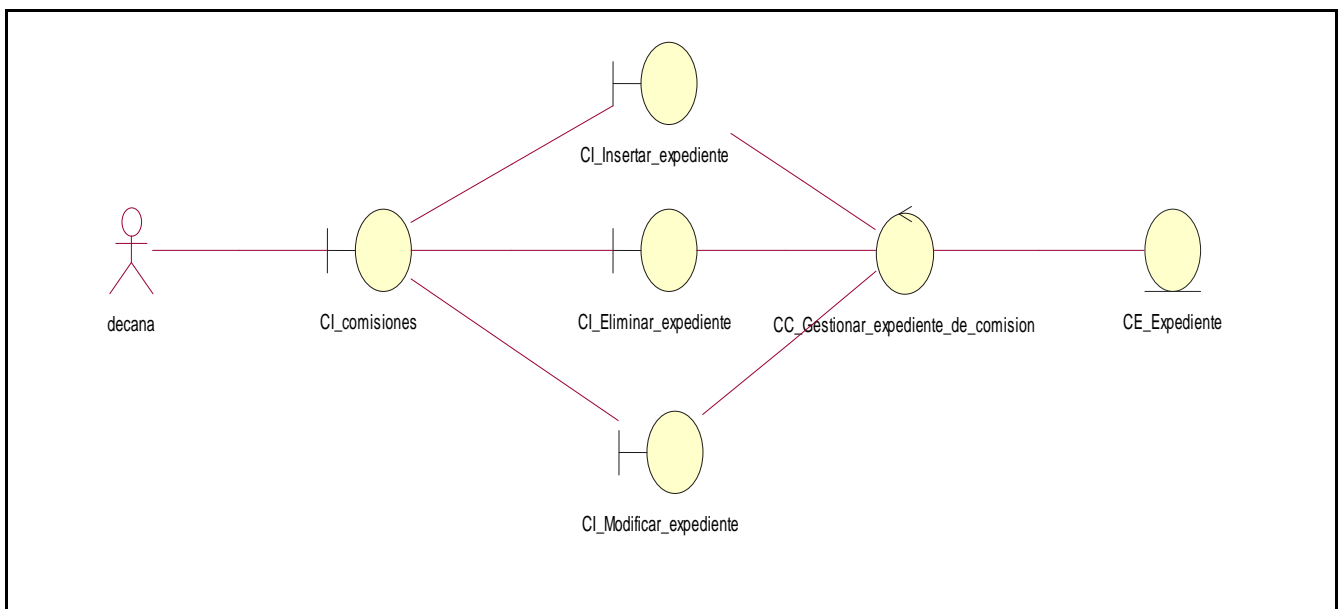 CI_Insertar_expediente
decana
CI_comisiones
CI_Eliminar_expediente
CC_Gestionar_expediente_de_comision
CE_Expediente
CI_Modificar_expediente